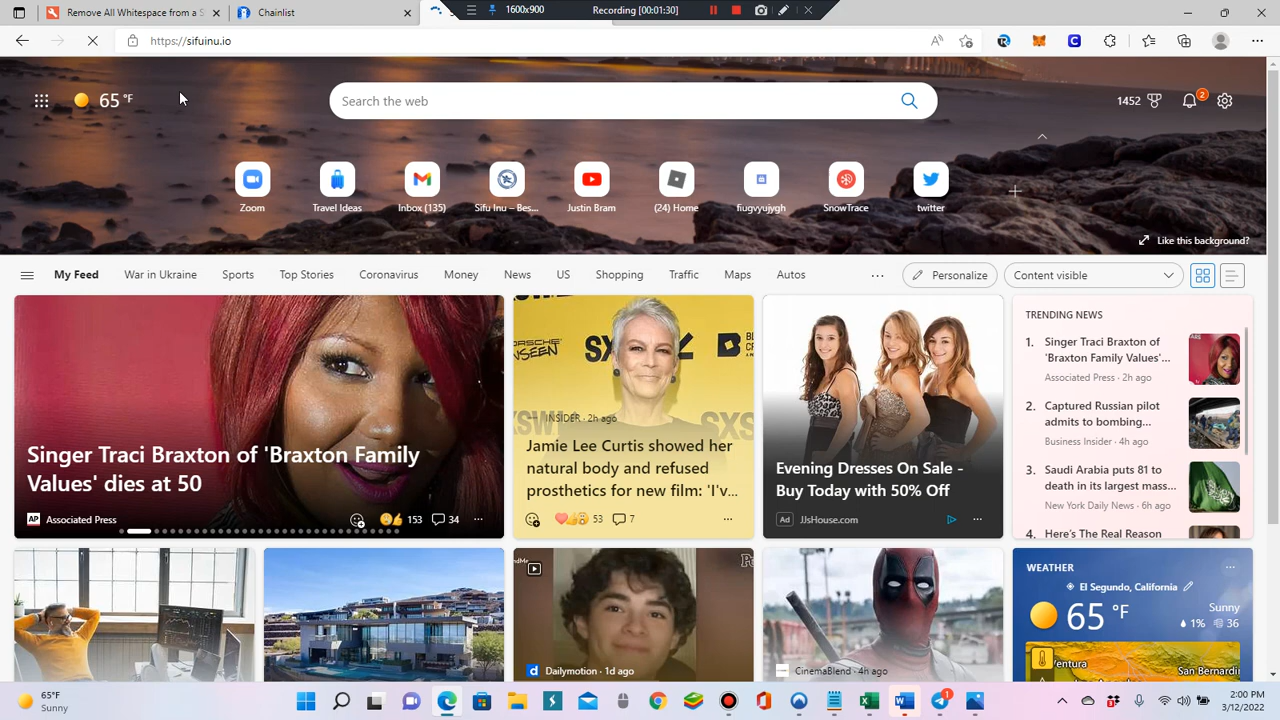 Remove All Whitespace from a S
Chainlist
1600x900
Recording [00:01:30]
https://sifuinu.io
65 °F
Search the web
1452
2
Zoom
Travel Ideas
Inbox (135)
Sifu Inu – Bes...
Justin Bram
(24) Home
fiugvyujygh
SnowTrace
twitter
Like this background?
My Feed
War in Ukraine
Sports
Top Stories
Coronavirus
Money
News
US
Shopping
Traffic
Maps
Autos
Personalize
Content visible
Singer Traci Braxton of 'Braxton Family
Values' dies at 50
AP Associated Press
153
34
SXSW
INSIDER · 2h ago
Jamie Lee Curtis showed her
natural body and refused
prosthetics for new film: 'I'v...
53
7
Evening Dresses On Sale -
Buy Today with 50% Off
Ad JJsHouse.com
TRENDING NEWS
1. Singer Traci Braxton of
'Braxton Family Values'...
Associated Press · 2h ago
2. Captured Russian pilot
admits to bombing...
Business Insider · 4h ago
3. Saudi Arabia puts 81 to
death in its largest mass...
New York Daily News · 6h ago
4. Here's The Real Reason
Dailymotion · 1d ago
CinemaBlend · 4h ago
WEATHER
El Segundo, California
65 °F
Sunny
1% 36
Ventura
San Bernardi
65°F
Sunny
1
2:00 PM
3/12/2022